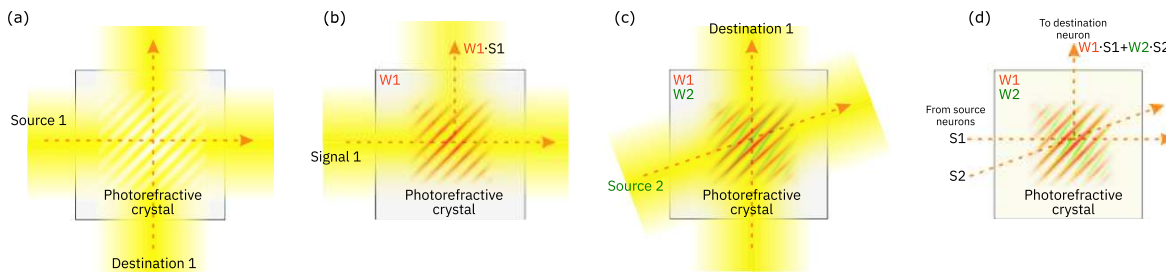 (a)
Source 1
Photorefractive
crystal
Destination 1
(b)
W1·S1
W1
Signal 1
Photorefractive
crystal
(c)
Destination 1
W1
W2
Source 2
Photorefractive
crystal
(d)
To destination
neuron
W1·S1+W2·S2
W1
W2
From source
neurons
S1
S2
Photorefractive
crystal